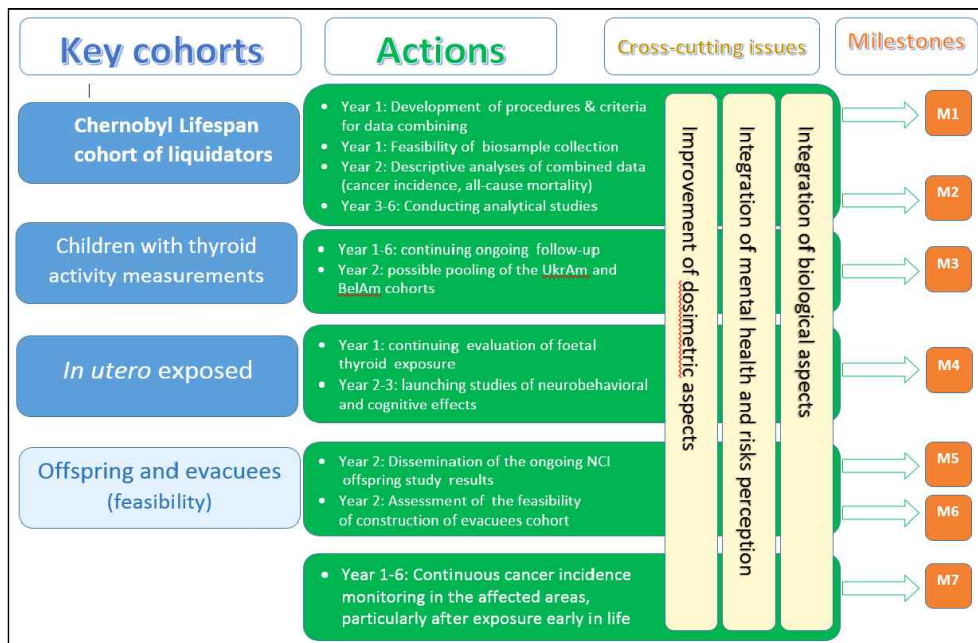 Key cohorts
Actions
Cross-cutting issues
Milestones
Chernobyl Lifespan
cohort of liquidators
• Year 1: Development of procedures & criteria
for data combining
• Year 1: Feasibility of biosample collection
• Year 2: Descriptive analyses of combined data
(cancer incidence, all-cause mortality)
• Year 3-6: Conducting analytical studies
M1
M2
Children with thyroid
activity measurements
• Year 1-6: continuing ongoing follow-up
• Year 2: possible pooling of the UkrAm and
BelAm cohorts
M3
In utero exposed
• Year 1: continuing evaluation of foetal
thyroid exposure
• Year 2-3: launching studies of neurobehavioral
and cognitive effects
M4
Offspring and evacuees
(feasibility)
• Year 2: Dissemination of the ongoing NCI
offspring study results
• Year 2: Assessment of the feasibility
of construction of evacuees cohort
M5
M6
• Year 1-6: Continuous cancer incidence
monitoring in the affected areas,
particularly after exposure early in life
M7
Improvement of dosimetric aspects
Integration of mental health and risks perception
Integration of biological aspects